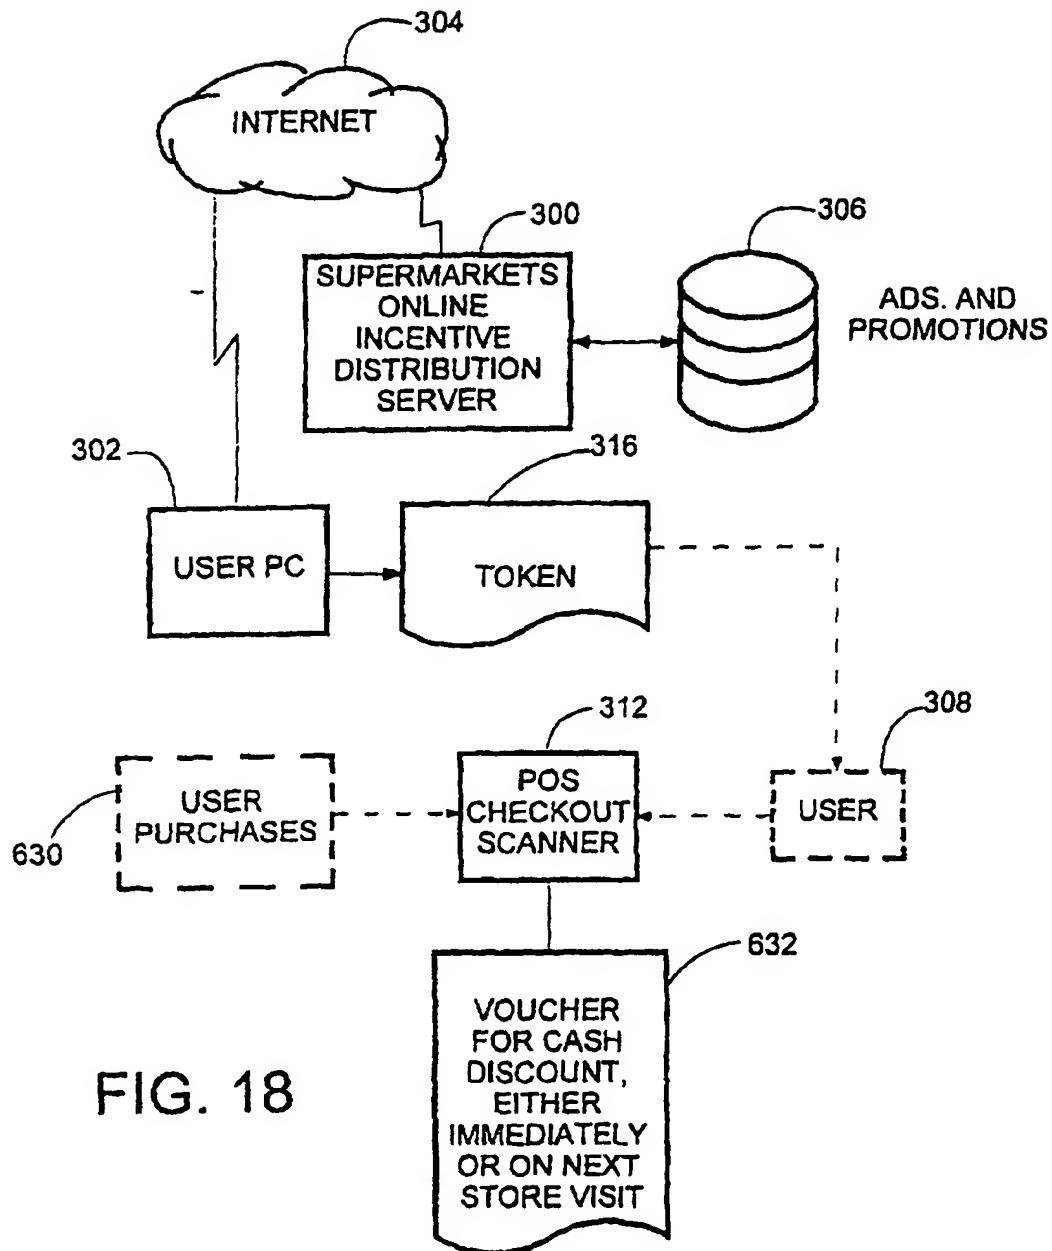 304
INTERNET
300
306
SUPERMARKETS
ONLINE
INCENTIVE
DISTRIBUTION
SERVER
ADS. AND
PROMOTIONS
302
316
USER PC
TOKEN
312
308
USER
PURCHASES
POS
CHECKOUT
SCANNER
USER
630
632
VOUCHER
FOR CASH
DISCOUNT,
EITHER
IMMEDIATELY
OR ON NEXT
STORE VISIT
FIG. 18